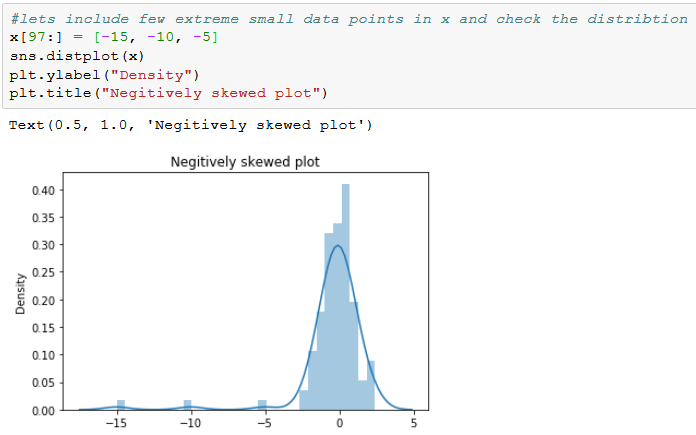 #lets include few extreme small data points in x and check the distribtion
x[97:] = [-15, -10, -5]
sns.distplot(x)
plt.ylabel("Density")
plt.title("Negitively skewed plot")
Text(0.5, 1.0, 'Negitively skewed plot')
Negitively skewed plot
0.40
0.35
0.30
0.25
0.20
0.15
0.10
0.05
0.00
Density
−15 −10 −5 0 5